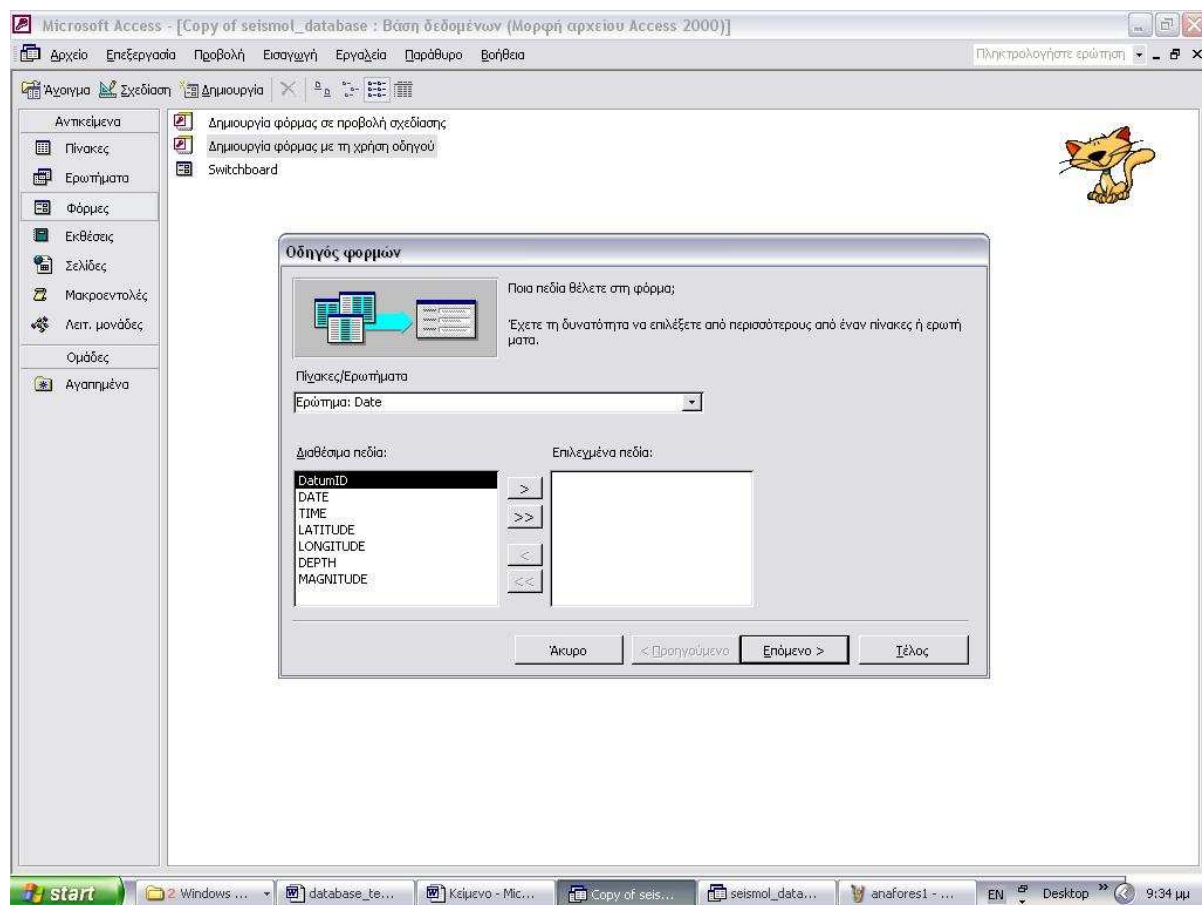 Microsoft Access - [Copy of seismol_database : Βάση δεδομένων (Μορφή αρχείου Access 2000)]
Αρχείο Επεξεργασία Προβολή Εισαγωγή Εργαλεία Παράθυρο Βοήθεια Πληκτρολογήστε ερώτηση
Άνοιγμα Σχεδίαση Δημιουργία
Αντικείμενα
Πίνακες
Ερωτήματα
Φόρμες
Εκθέσεις
Σελίδες
Μακροεντολές
Λειτ. μονάδες
Ομάδες
Αγαπημένα
Δημιουργία φόρμας σε προβολή σχεδίασης
Δημιουργία φόρμας με τη χρήση οδηγού
Switchboard
Οδηγός φορμών
Ποια πεδία θέλετε στη φόρμα;
Έχετε τη δυνατότητα να επιλέξετε από περισσότερους από έναν πίνακες ή ερωτή
ματα.
Πίνακες/Ερωτήματα
Ερώτημα: Date
Διαθέσιμα πεδία: Επιλεγμένα πεδία:
DatumID
DATE
TIME
LATITUDE
LONGITUDE
DEPTH
MAGNITUDE
>
>>
<
<<
Άκυρο < Προηγούμενο Επόμενο > Τέλος
start 2 Windows ... database_te... Κείμενο - Mic... Copy of seis... seismol_data... anafores1 - ... EN Desktop » 9:34 μμ